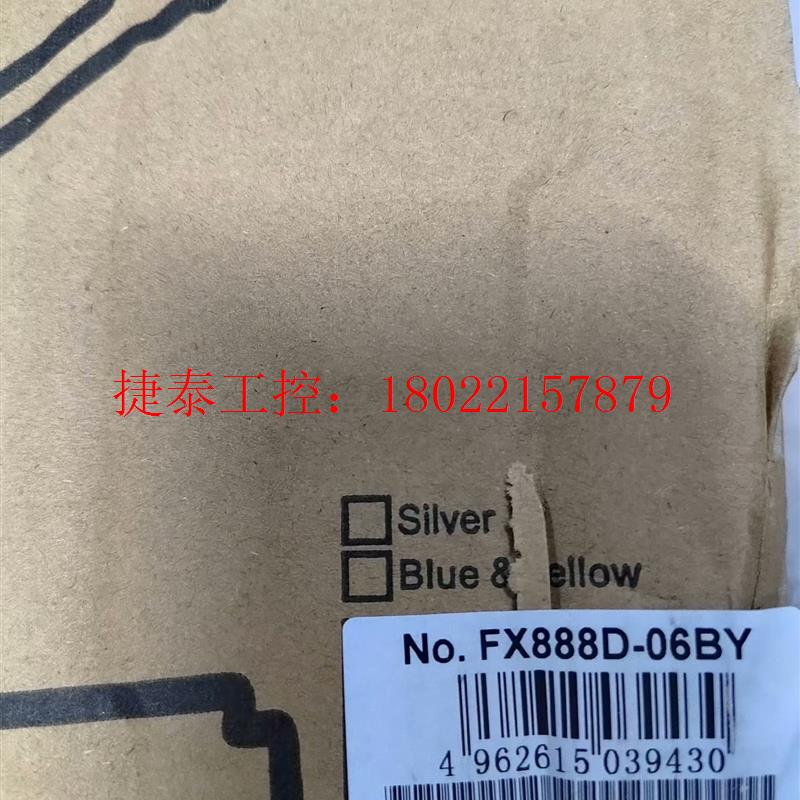 捷泰工控：18022157879
Silver
Blue & ellow
No. FX888D-06BY
4 962615 039430